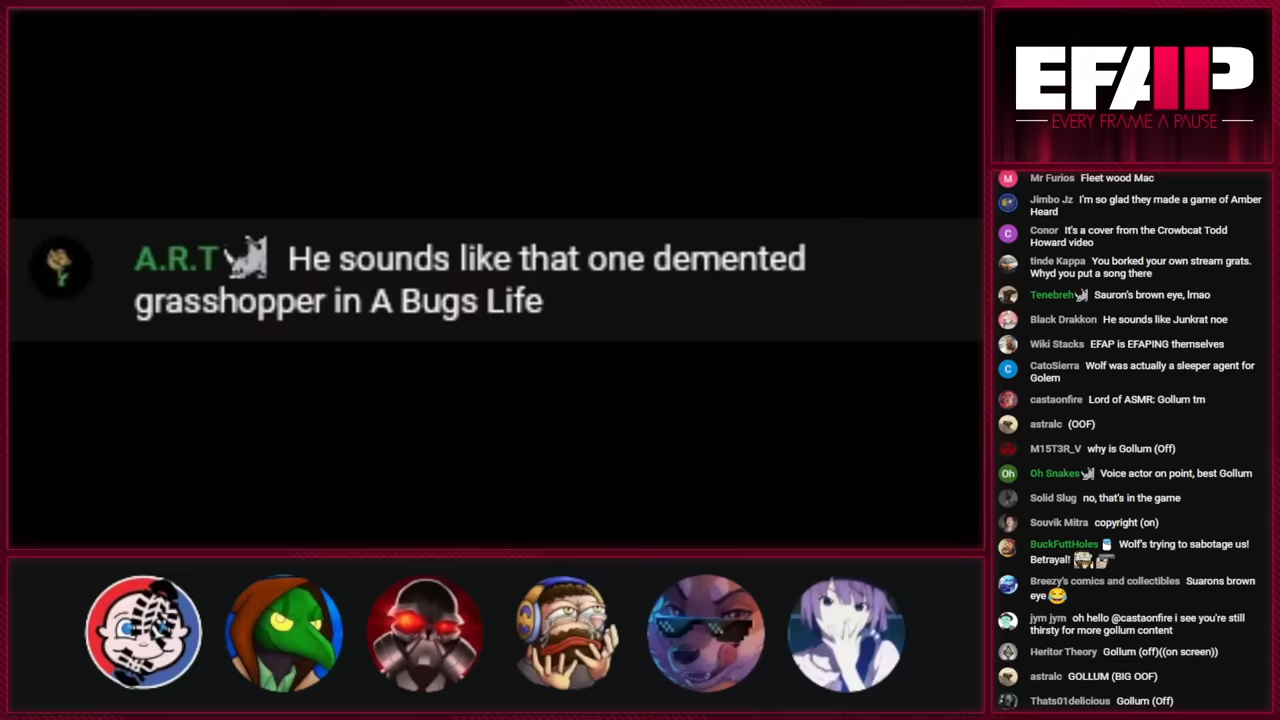 A.R.T He sounds like that one demented
grasshopper in A Bugs Life
EFAP
EVERY FRAME A PAUSE
M Mr Furios Fleet wood Mac
Jimbo Jz I'm so glad they made a game of Amber
Heard
C Conor It's a cover from the Crowbcat Todd
Howard video
tinde Kappa You borked your own stream grats.
Whyd you put a song there
Tenebreh Sauron's brown eye, lmao
Black Drakkon He sounds like Junkrat noe
Wiki Stacks EFAP is EFAPING themselves
C CatoSierra Wolf was actually a sleeper agent for
Golem
castaonfire Lord of ASMR: Gollum tm
astralc (OOF)
M15T3R_V why is Gollum (Off)
Oh Oh Snakes Voice actor on point, best Gollum
Solid Slug no, that's in the game
Souvik Mitra copyright (on)
BuckFuttHoles Wolf's trying to sabotage us!
Betrayal!
Breezy's comics and collectibles Suarons brown
eye
jym jym oh hello @castaonfire i see you're still
thirsty for more gollum content
Heritor Theory Gollum (off)((on screen))
astralc GOLLUM (BIG OOF)
Thats01delicious Gollum (Off)